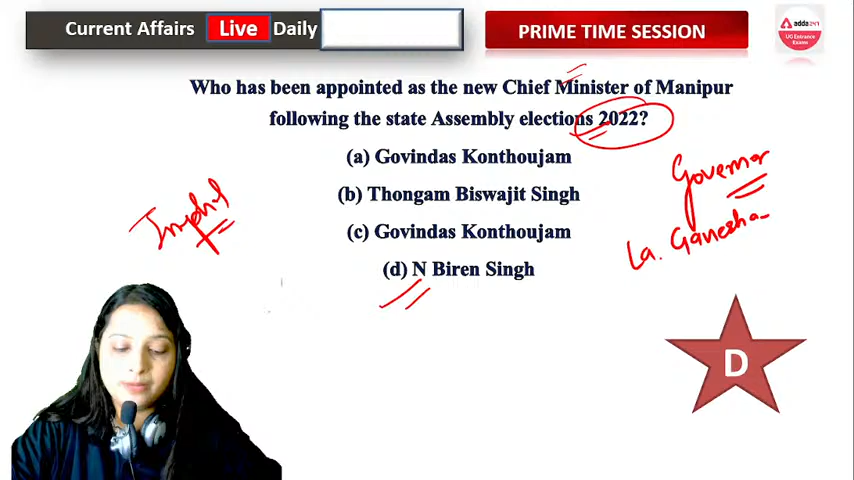 Current Affairs Live Daily
PRIME TIME SESSION
adda247
UG Entrance
Exams
Who has been appointed as the new Chief Minister of Manipur
following the state Assembly elections 2022?
(a) Govindas Konthoujam
(b) Thongam Biswajit Singh
(c) Govindas Konthoujam
(d) N Biren Singh
Imphal
Governor
La. Ganeshan
D